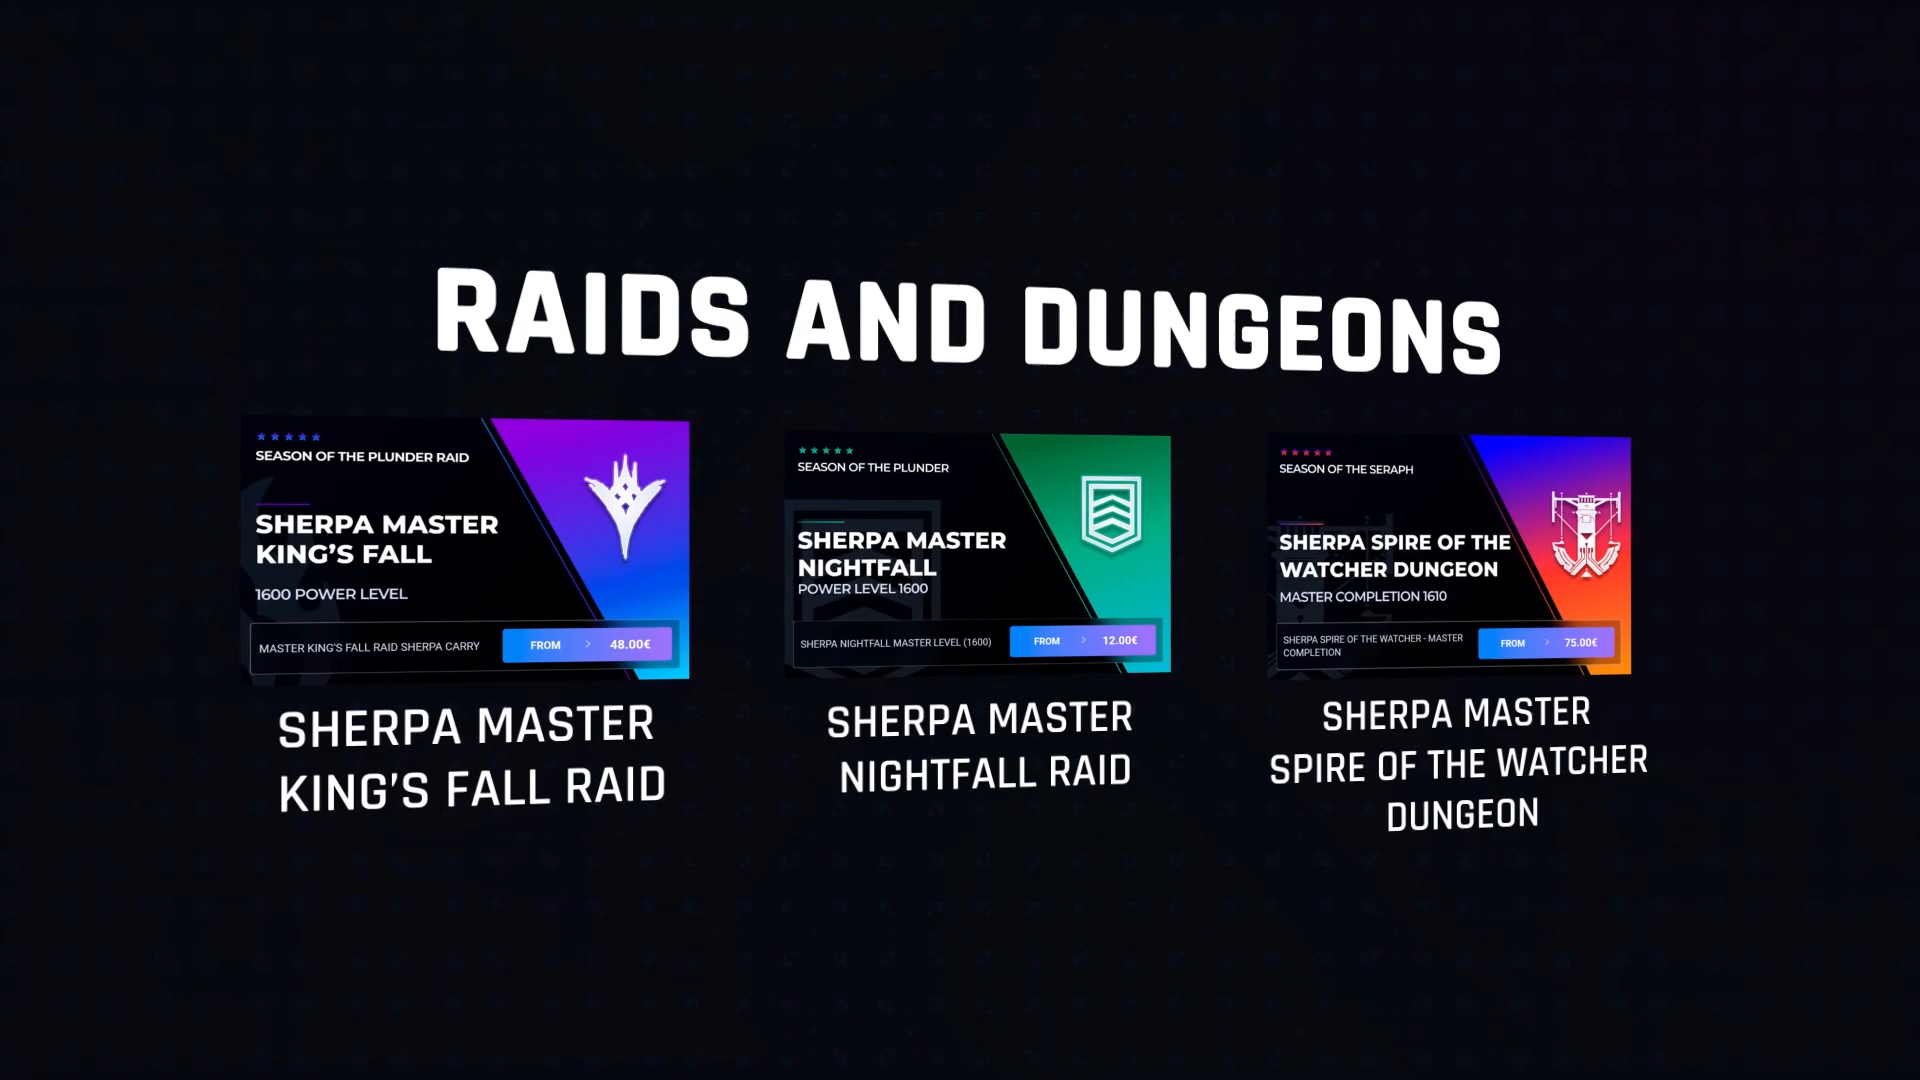 RAIDS AND DUNGEONS
SEASON OF THE PLUNDER RAID
SHERPA MASTER
KING'S FALL
1600 POWER LEVEL
MASTER KING'S FALL RAID SHERPA CARRY
FROM > 48.00€
SHERPA MASTER
KING'S FALL RAID
SEASON OF THE PLUNDER
SHERPA MASTER
NIGHTFALL
POWER LEVEL 1600
SHERPA NIGHTFALL MASTER LEVEL (1600)
FROM > 12.00€
SHERPA MASTER
NIGHTFALL RAID
SEASON OF THE SERAPH
SHERPA SPIRE OF THE
WATCHER DUNGEON
MASTER COMPLETION 1610
SHERPA SPIRE OF THE WATCHER - MASTER
COMPLETION
FROM > 75.00€
SHERPA MASTER
SPIRE OF THE WATCHER
DUNGEON